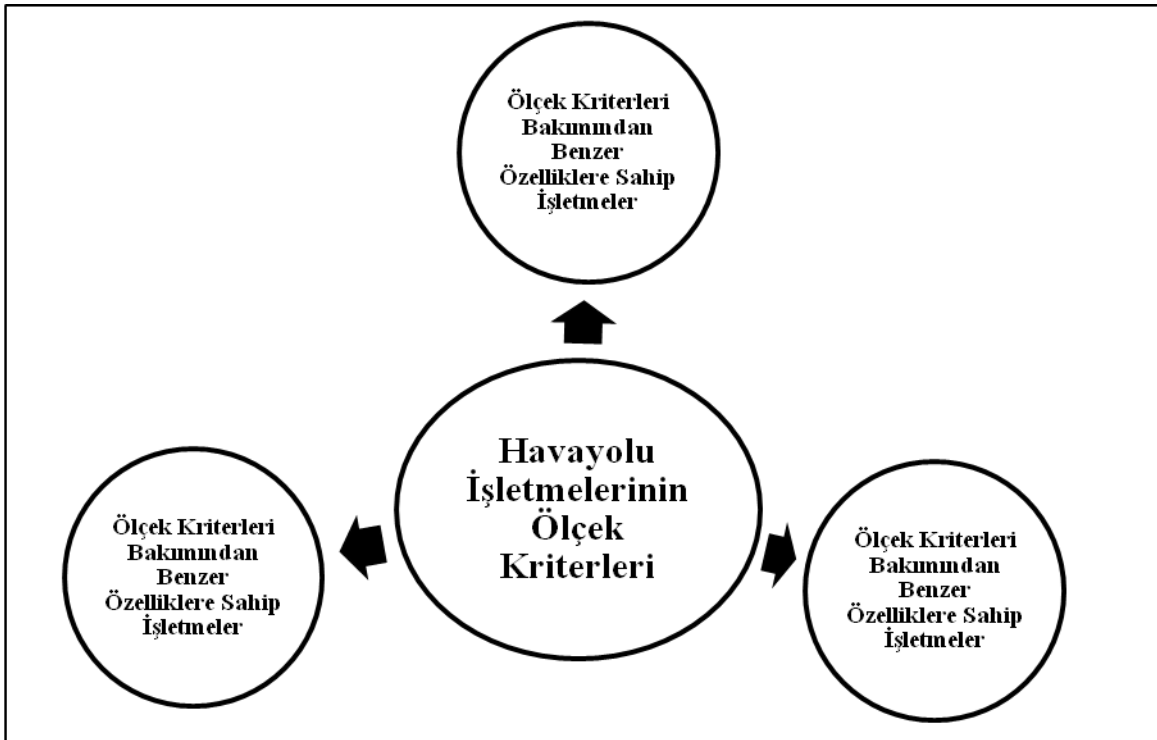 Ölçek Kriterleri
Bakımından
Benzer
Özelliklere Sahip
İşletmeler
Havayolu
İşletmelerinin
Ölçek
Kriterleri
Ölçek Kriterleri
Bakımından
Benzer
Özelliklere Sahip
İşletmeler
Ölçek Kriterleri
Bakımından
Benzer
Özelliklere Sahip
İşletmeler